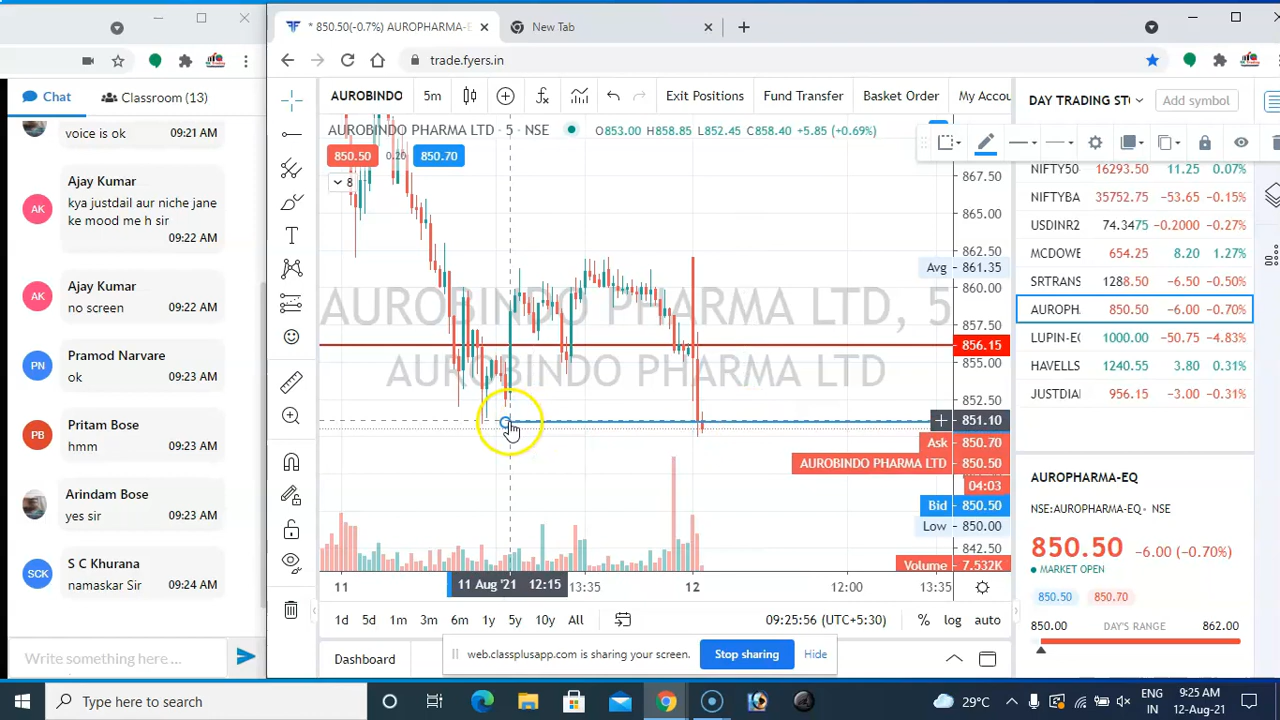 * 850.50(-0.7%) AUROPHARMA-E
New Tab
trade.fyers.in
Chat
Classroom (13)
voice is ok
09:21 AM
Ajay Kumar
AK
kya justdail aur niche jane
ke mood me h sir
09:22 AM
Ajay Kumar
AK
no screen
09:22 AM
Pramod Narvare
PN
ok
09:23 AM
Pritam Bose
PB
hmm
09:23 AM
Arindam Bose
yes sir
09:23 AM
S C Khurana
SCK
namaskar Sir
09:24 AM
Write something here ...
AUROBINDO
5m
Exit Positions
Fund Transfer
Basket Order
My Accou
AUROBINDO PHARMA LTD · 5 · NSE
O853.00 H858.85 L852.45 C858.40 +5.85 (+0.69%)
850.50
0.20
850.70
8
AUROBINDO PHARMA LTD, 5
AUROBINDO PHARMA LTD
867.50
865.00
862.50
Avg
861.35
860.00
857.50
856.15
855.00
852.50
851.10
Ask
850.70
AUROBINDO PHARMA LTD
850.50
04:03
Bid
850.50
Low
850.00
842.50
Volume
7.532K
11
11 Aug '21 12:15
13:35
12
12:00
13:35
1d
5d
1m
3m
6m
1y
5y
10y
All
09:25:56 (UTC+5:30)
%
log
auto
Dashboard
web.classplusapp.com is sharing your screen.
Stop sharing
Hide
DAY TRADING ST
Add symbol
NIFTY50 16293.50 11.25 0.07%
NIFTYBA 35752.75 −53.65 −0.15%
USDINR2 74.3475 −0.2000 −0.27%
MCDOWE 654.25 8.20 1.27%
SRTRANS 1288.50 −6.50 −0.50%
AUROPH 850.50 −6.00 −0.70%
LUPIN-EC 1000.00 −50.75 −4.83%
HAVELLS 1240.55 3.80 0.31%
JUSTDIA 956.15 −3.00 −0.31%
AUROPHARMA-EQ
NSE:AUROPHARMA-EQ • NSE
850.50 −6.00 (−0.70%)
MARKET OPEN
850.50
850.70
850.00
DAY'S RANGE
862.00
Type here to search
29°C
ENG
IN
9:25 AM
12-Aug-21